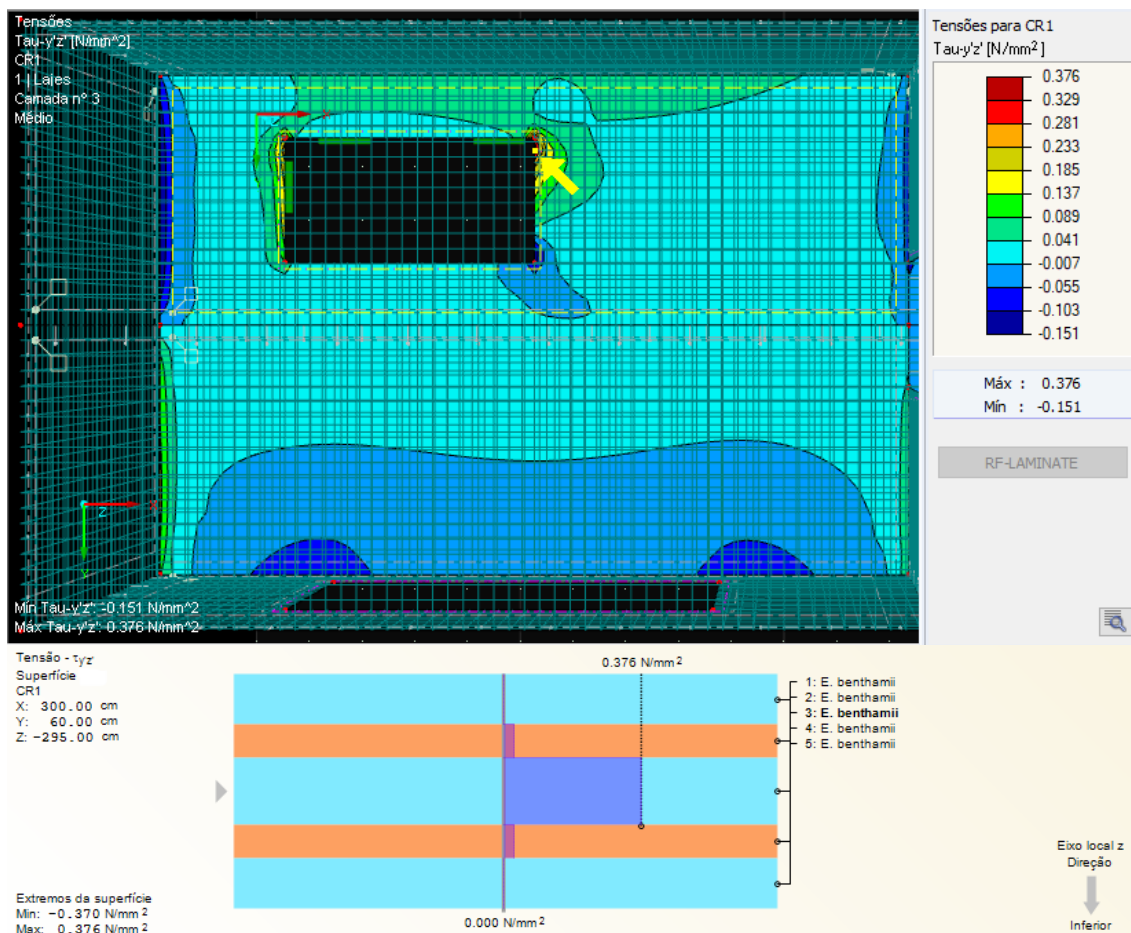 Tensões
Tau-y'z' [N/mm^2]
CR1
1 | Lajes
Camada nº 3
Médio
X
Z
X
Y
Mín Tau-y'z': -0.151 N/mm^2
Máx Tau-y'z': 0.376 N/mm^2
Tensões para CR1
Tau-y'z' [N/mm²]
0.376
0.329
0.281
0.233
0.185
0.137
0.089
0.041
-0.007
-0.055
-0.103
-0.151
Máx : 0.376
Mín : -0.151
RF-LAMINATE
Tensão - τy'z'
Superfície
CR1
X: 300.00 cm
Y: 60.00 cm
Z: -295.00 cm
0.376 N/mm²
1: E. benthamii
2: E. benthamii
3: E. benthamii
4: E. benthamii
5: E. benthamii
Extremos da superfície
Min: -0.370 N/mm²
Max: 0.376 N/mm²
0.000 N/mm²
Eixo local z
Direção
Inferior